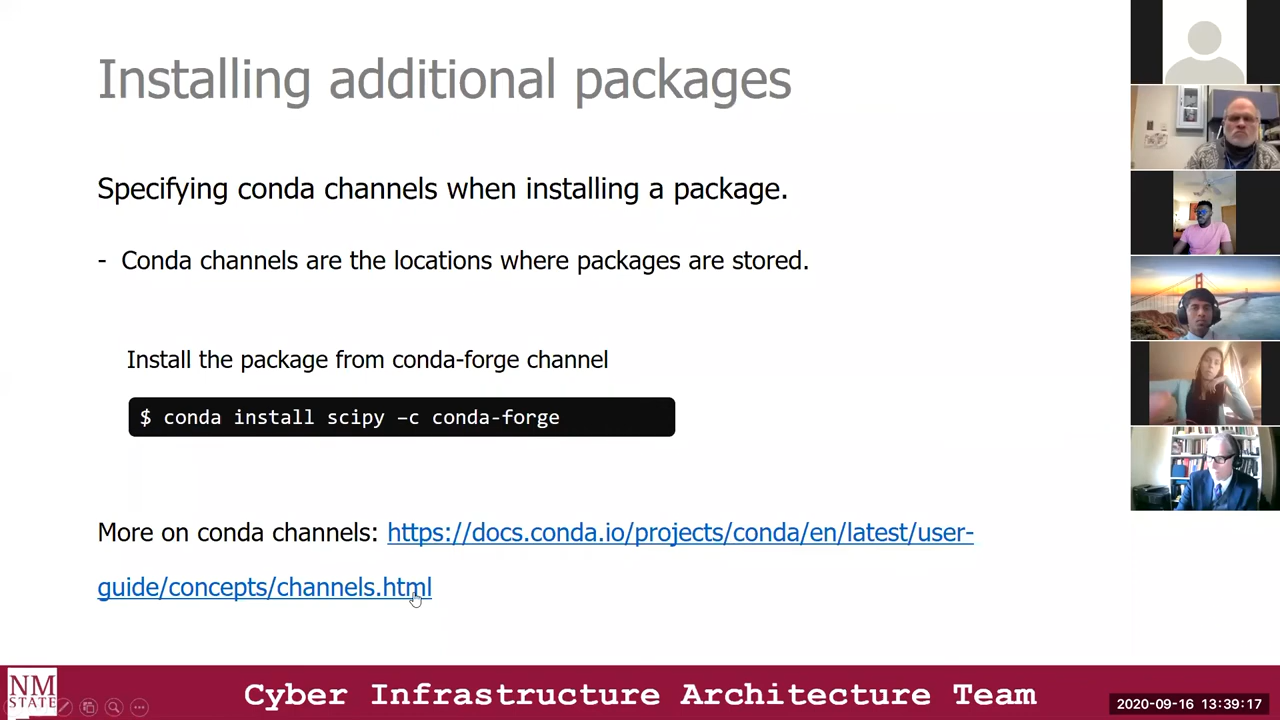 Installing additional packages
Specifying conda channels when installing a package.
- Conda channels are the locations where packages are stored.
Install the package from conda-forge channel
$ conda install scipy –c conda-forge
More on conda channels: https://docs.conda.io/projects/conda/en/latest/user-
guide/concepts/channels.html
NM
STATE
Cyber Infrastructure Architecture Team
2020-09-16 13:39:17